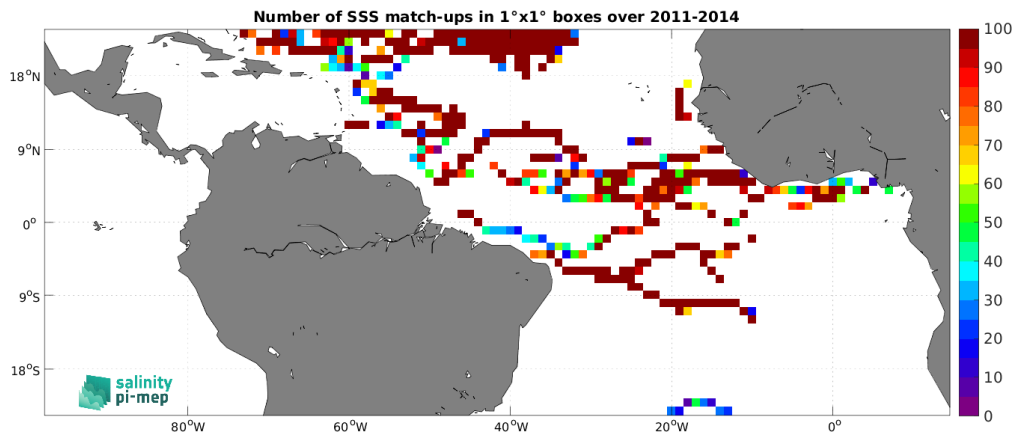 Number of SSS match-ups in 1°x1° boxes over 2011-2014
100
90
80
70
60
50
40
30
20
10
0
18°N
9°N
0°
9°S
18°S
80°W
60°W
40°W
20°W
0°
salinity
pi-mep